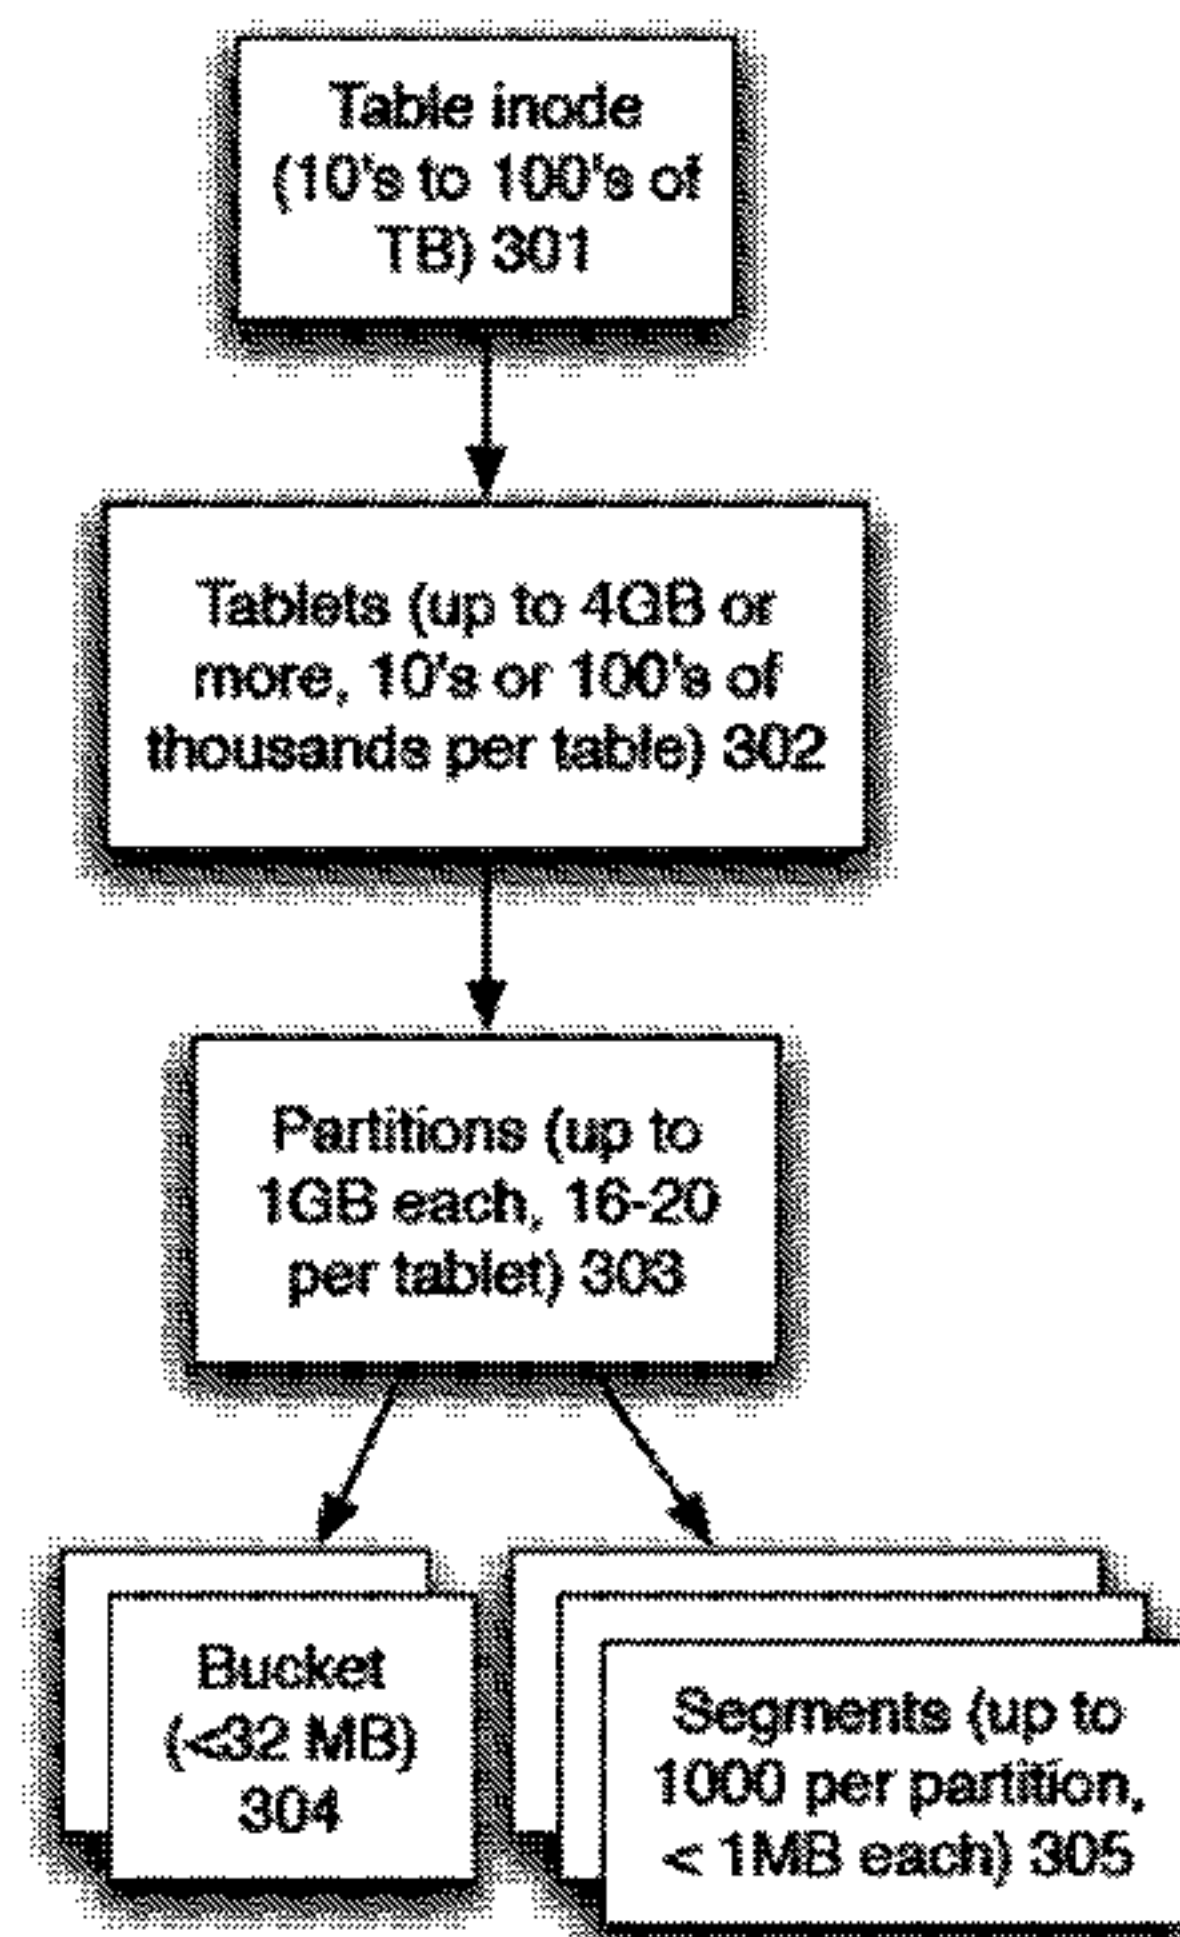 Table inode
(10's to 100's of
TB) 301
Tablets (up to 4GB or
more, 10's or 100's of
thousands per table) 302
Partitions (up to
1GB each, 16-20
per tablet) 303
Bucket
(<32 MB)
304
Segments (up to
1000 per partition,
< 1MB each) 305